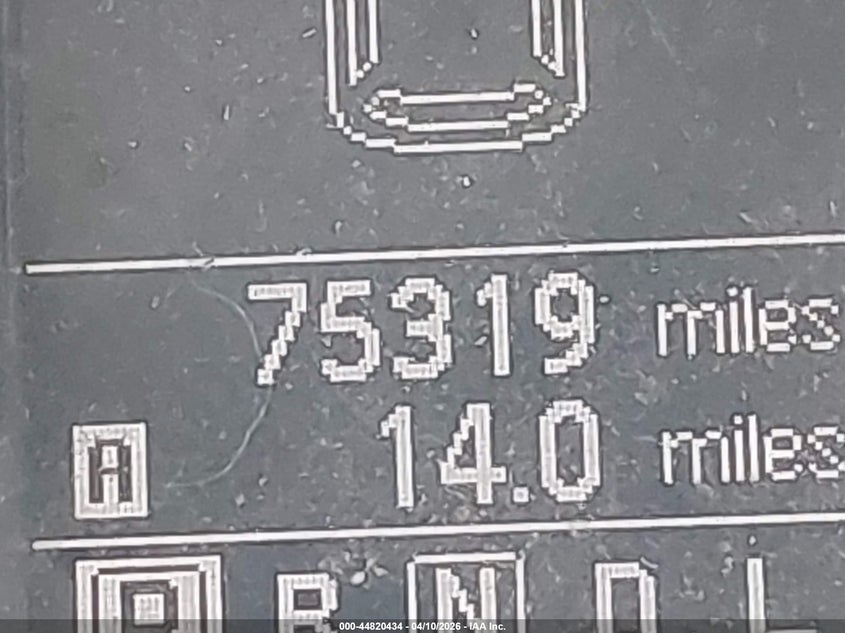 75319 miles
A 14.0 miles
P R N D L
000-44820434 - 04/10/2026 - IAA Inc.